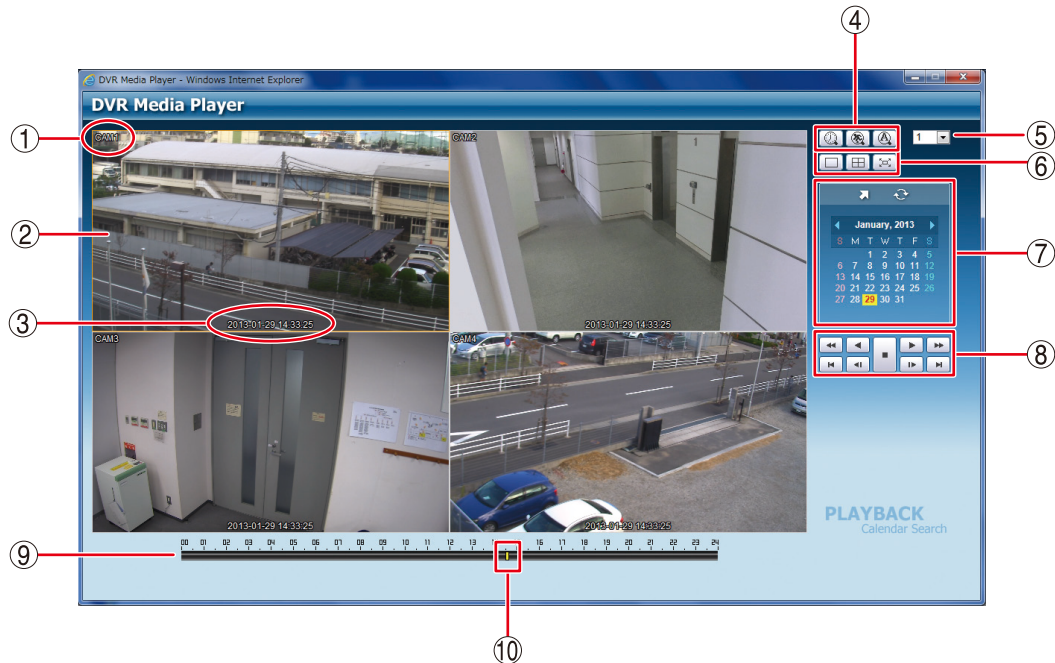 ④
DVR Media Player - Windows Internet Explorer
DVR Media Player
① CAM1 CAM2 1 ⑤
⑥
②
January, 2013
S M T W T F S
1 2 3 4 5
6 7 8 9 10 11 12
13 14 15 16 17 18 19
20 21 22 23 24 25 26
27 28 29 30 31
⑦
③ 2013-01-29 14:33:25 2013-01-29 14:33:25
CAM3 CAM4
⑧
PLAYBACK
Calendar Search
2013-01-29 14:33:25 2013-01-29 14:33:25
⑨ 00 01 02 03 04 05 06 07 08 09 10 11 12 13 16 17 18 19 20 21 22 23 24
⑩